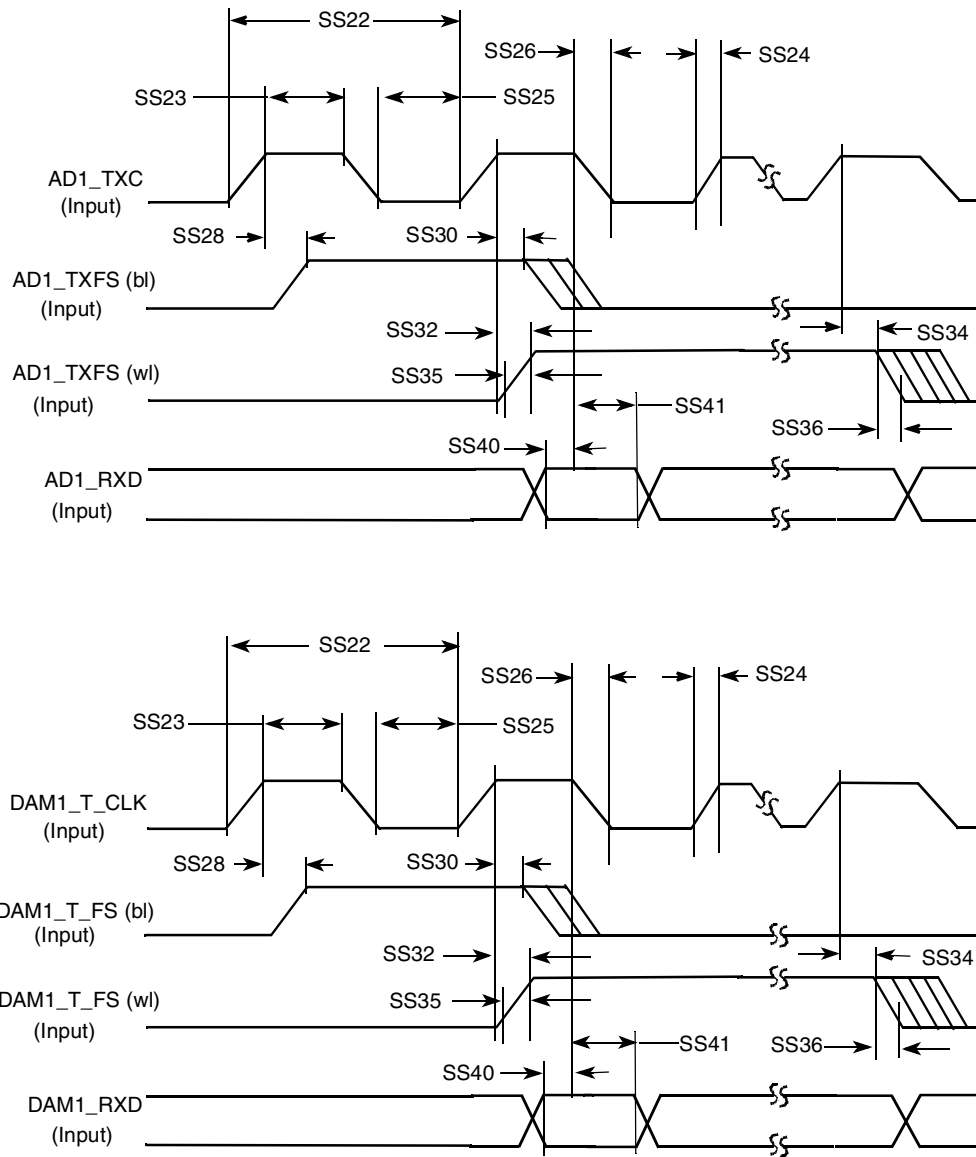 SS22
SS26
SS24
SS23
SS25
AD1_TXC
(Input)
SS28
SS30
AD1_TXFS (bl)
(Input)
SS32
SS34
AD1_TXFS (wl)
(Input)
SS35
SS41
SS36
SS40
AD1_RXD
(Input)
SS22
SS26
SS24
SS23
SS25
DAM1_T_CLK
(Input)
SS28
SS30
DAM1_T_FS (bl)
(Input)
SS32
SS34
DAM1_T_FS (wl)
(Input)
SS35
SS41
SS36
SS40
DAM1_RXD
(Input)